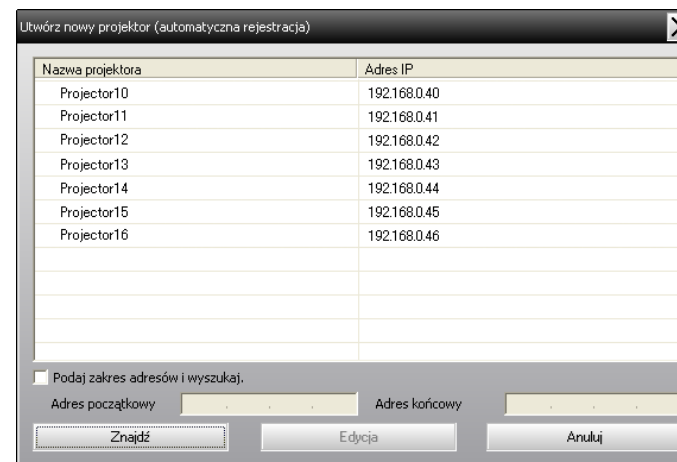 Utwórz nowy projektor (automatyczna rejestracja)
Nazwa projektora Adres IP
Projector10 192.168.0.40
Projector11 192.168.0.41
Projector12 192.168.0.42
Projector13 192.168.0.43
Projector14 192.168.0.44
Projector15 192.168.0.45
Projector16 192.168.0.46
Podaj zakres adresów i wyszukaj.
Adres początkowy . . . Adres końcowy . . .
Znajdź Edycja Anuluj